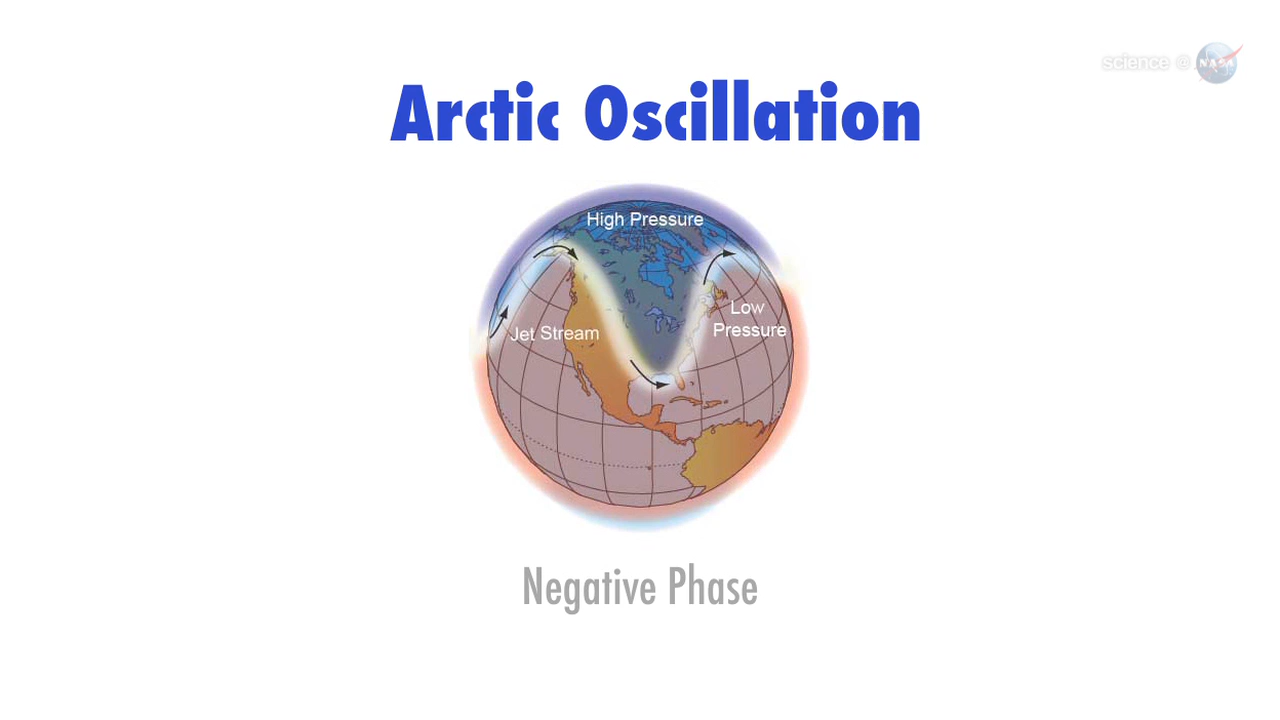 science @ NASA
Arctic Oscillation
High Pressure
Low
Pressure
Jet Stream
Negative Phase